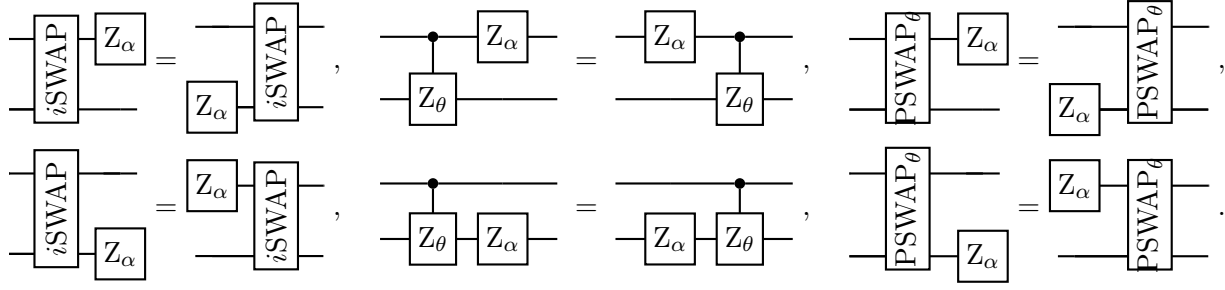 iSWAP Z_α = Z_α iSWAP , Z_θ Z_α = Z_α Z_θ , PSWAP_θ Z_α = Z_α PSWAP_θ ,
iSWAP Z_α = Z_α iSWAP , Z_θ Z_α = Z_α Z_θ , PSWAP_θ Z_α = Z_α PSWAP_θ .